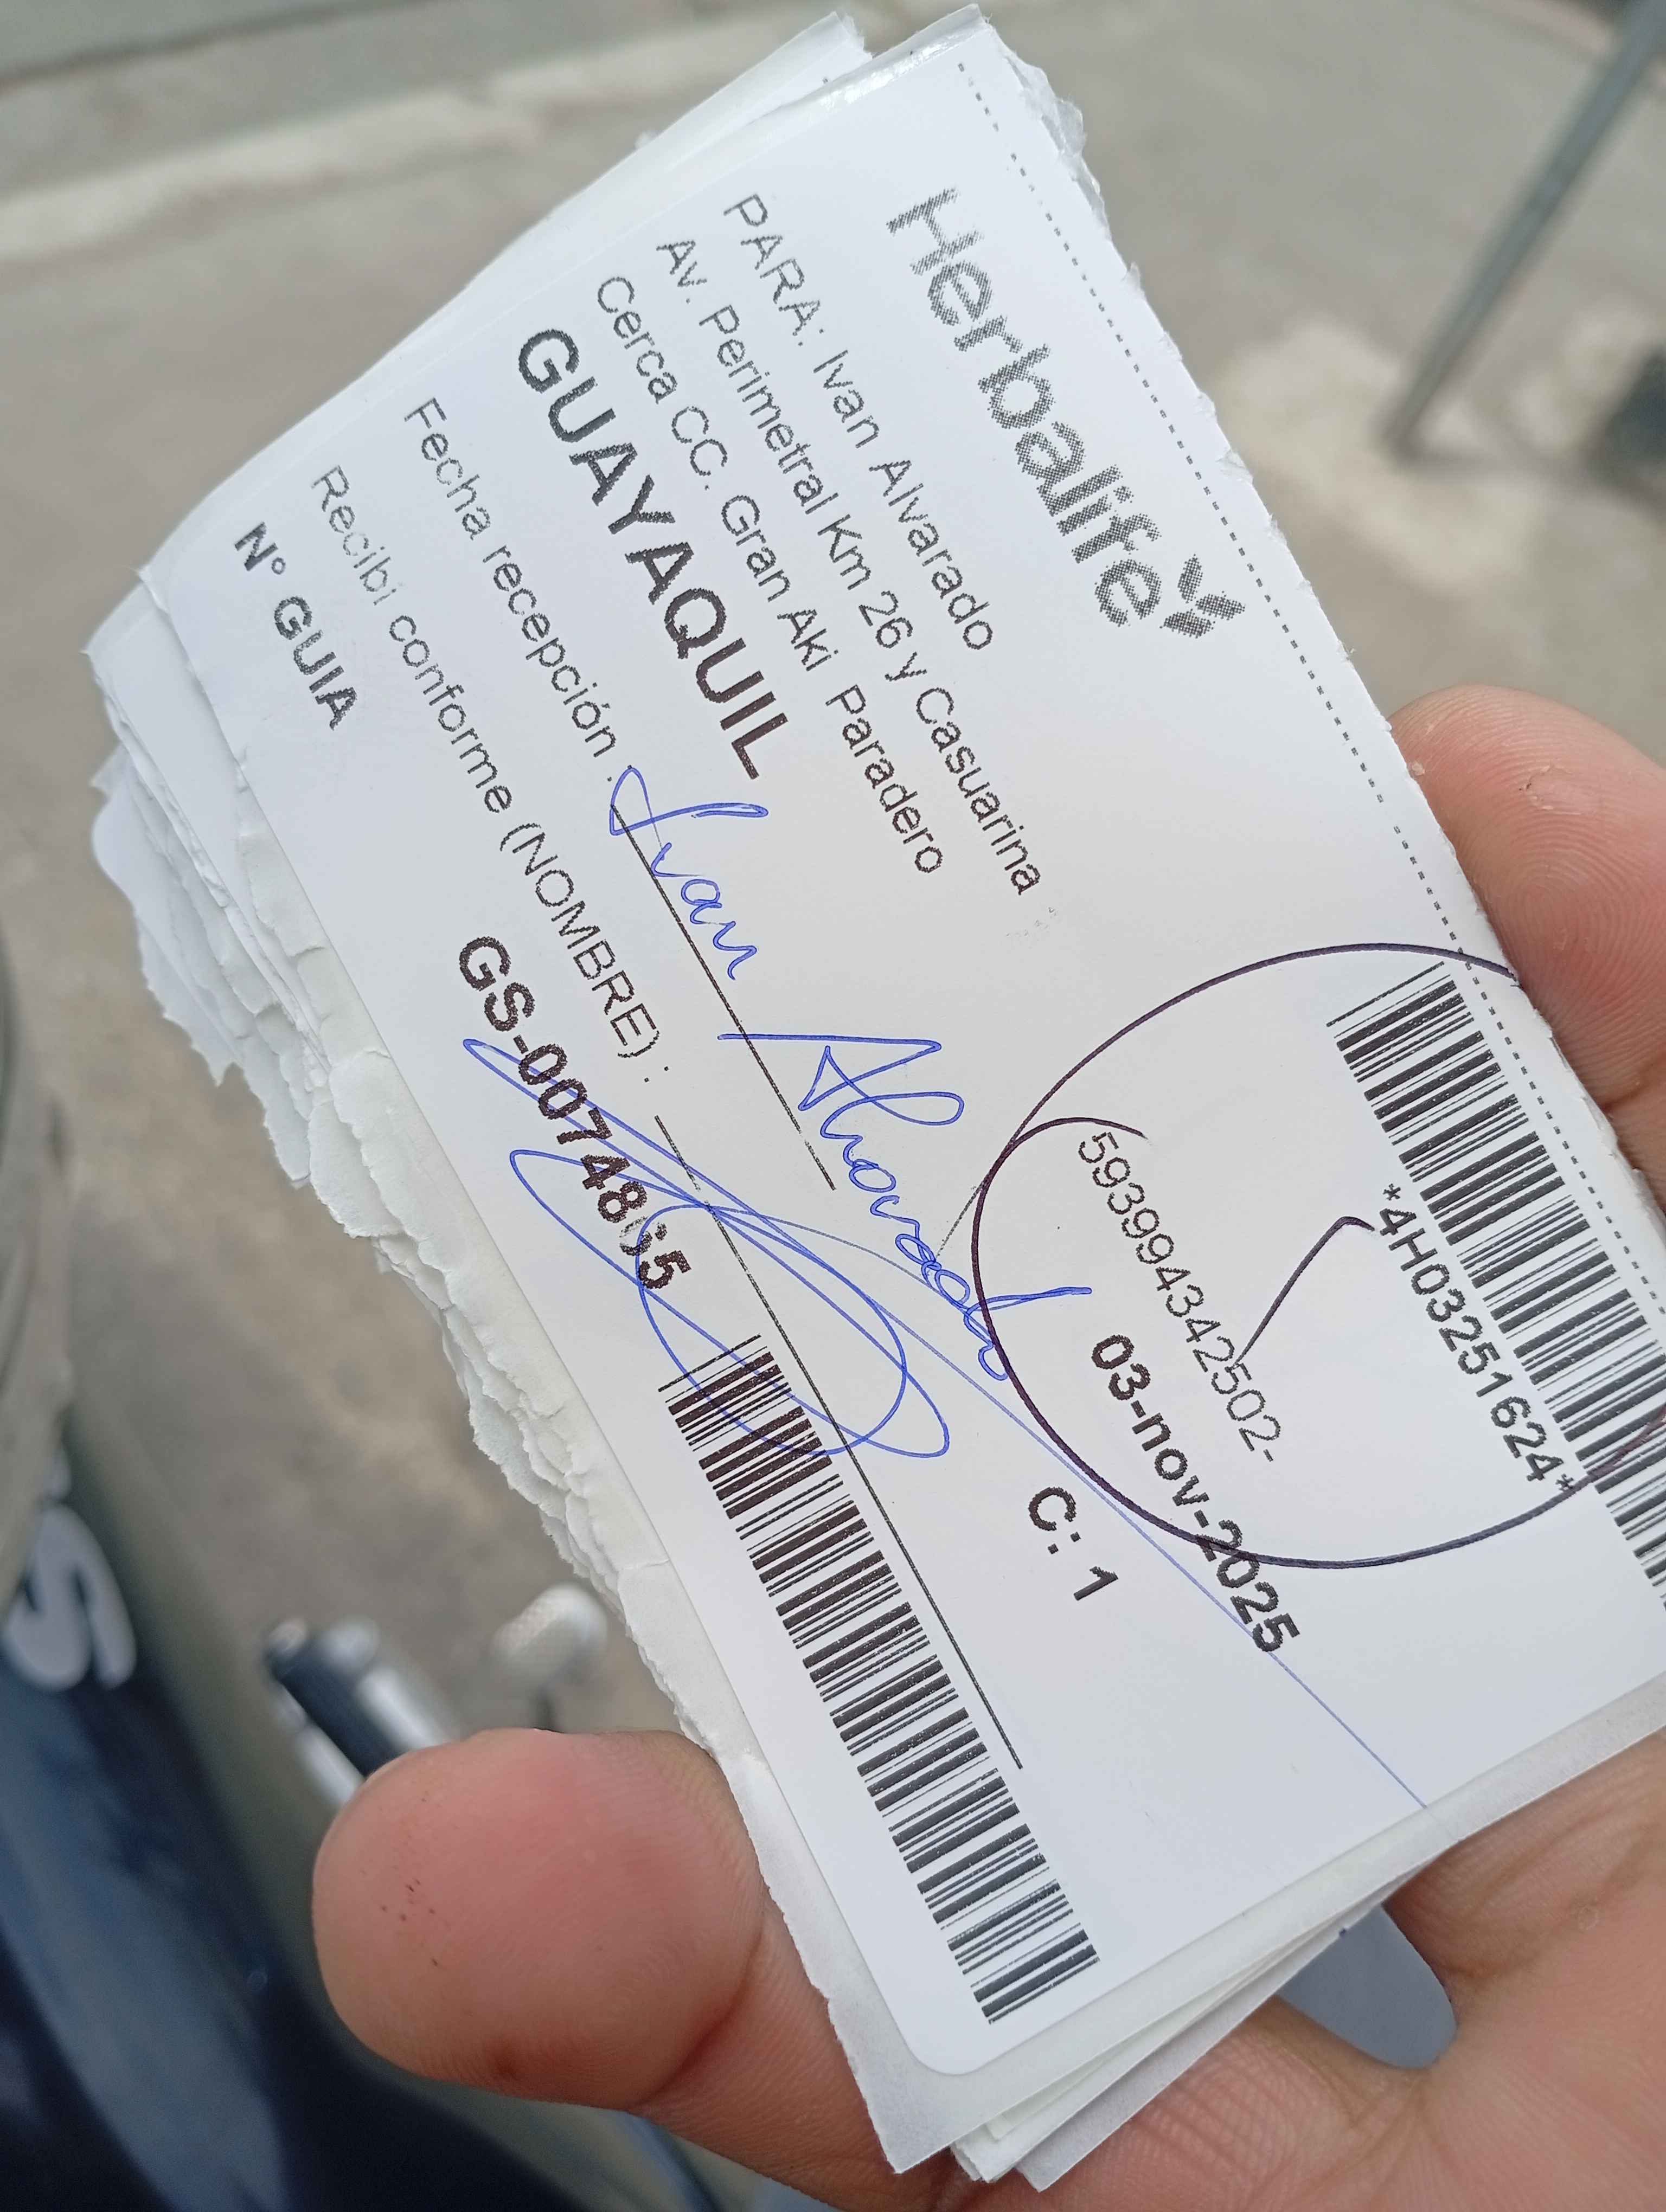 Herbalife
*4H03251624*
PARA: Ivan Alvarado
593994342502-
Av. Perimetral Km 26 y Casuarina
Cerca CC. Gran Aki Paradero
03-nov-2025
GUAYAQUIL
C: 1
Fecha recepción : Ivan Alvarado
Recibi conforme (NOMBRE) :
N° GUIA GS-0074865
S